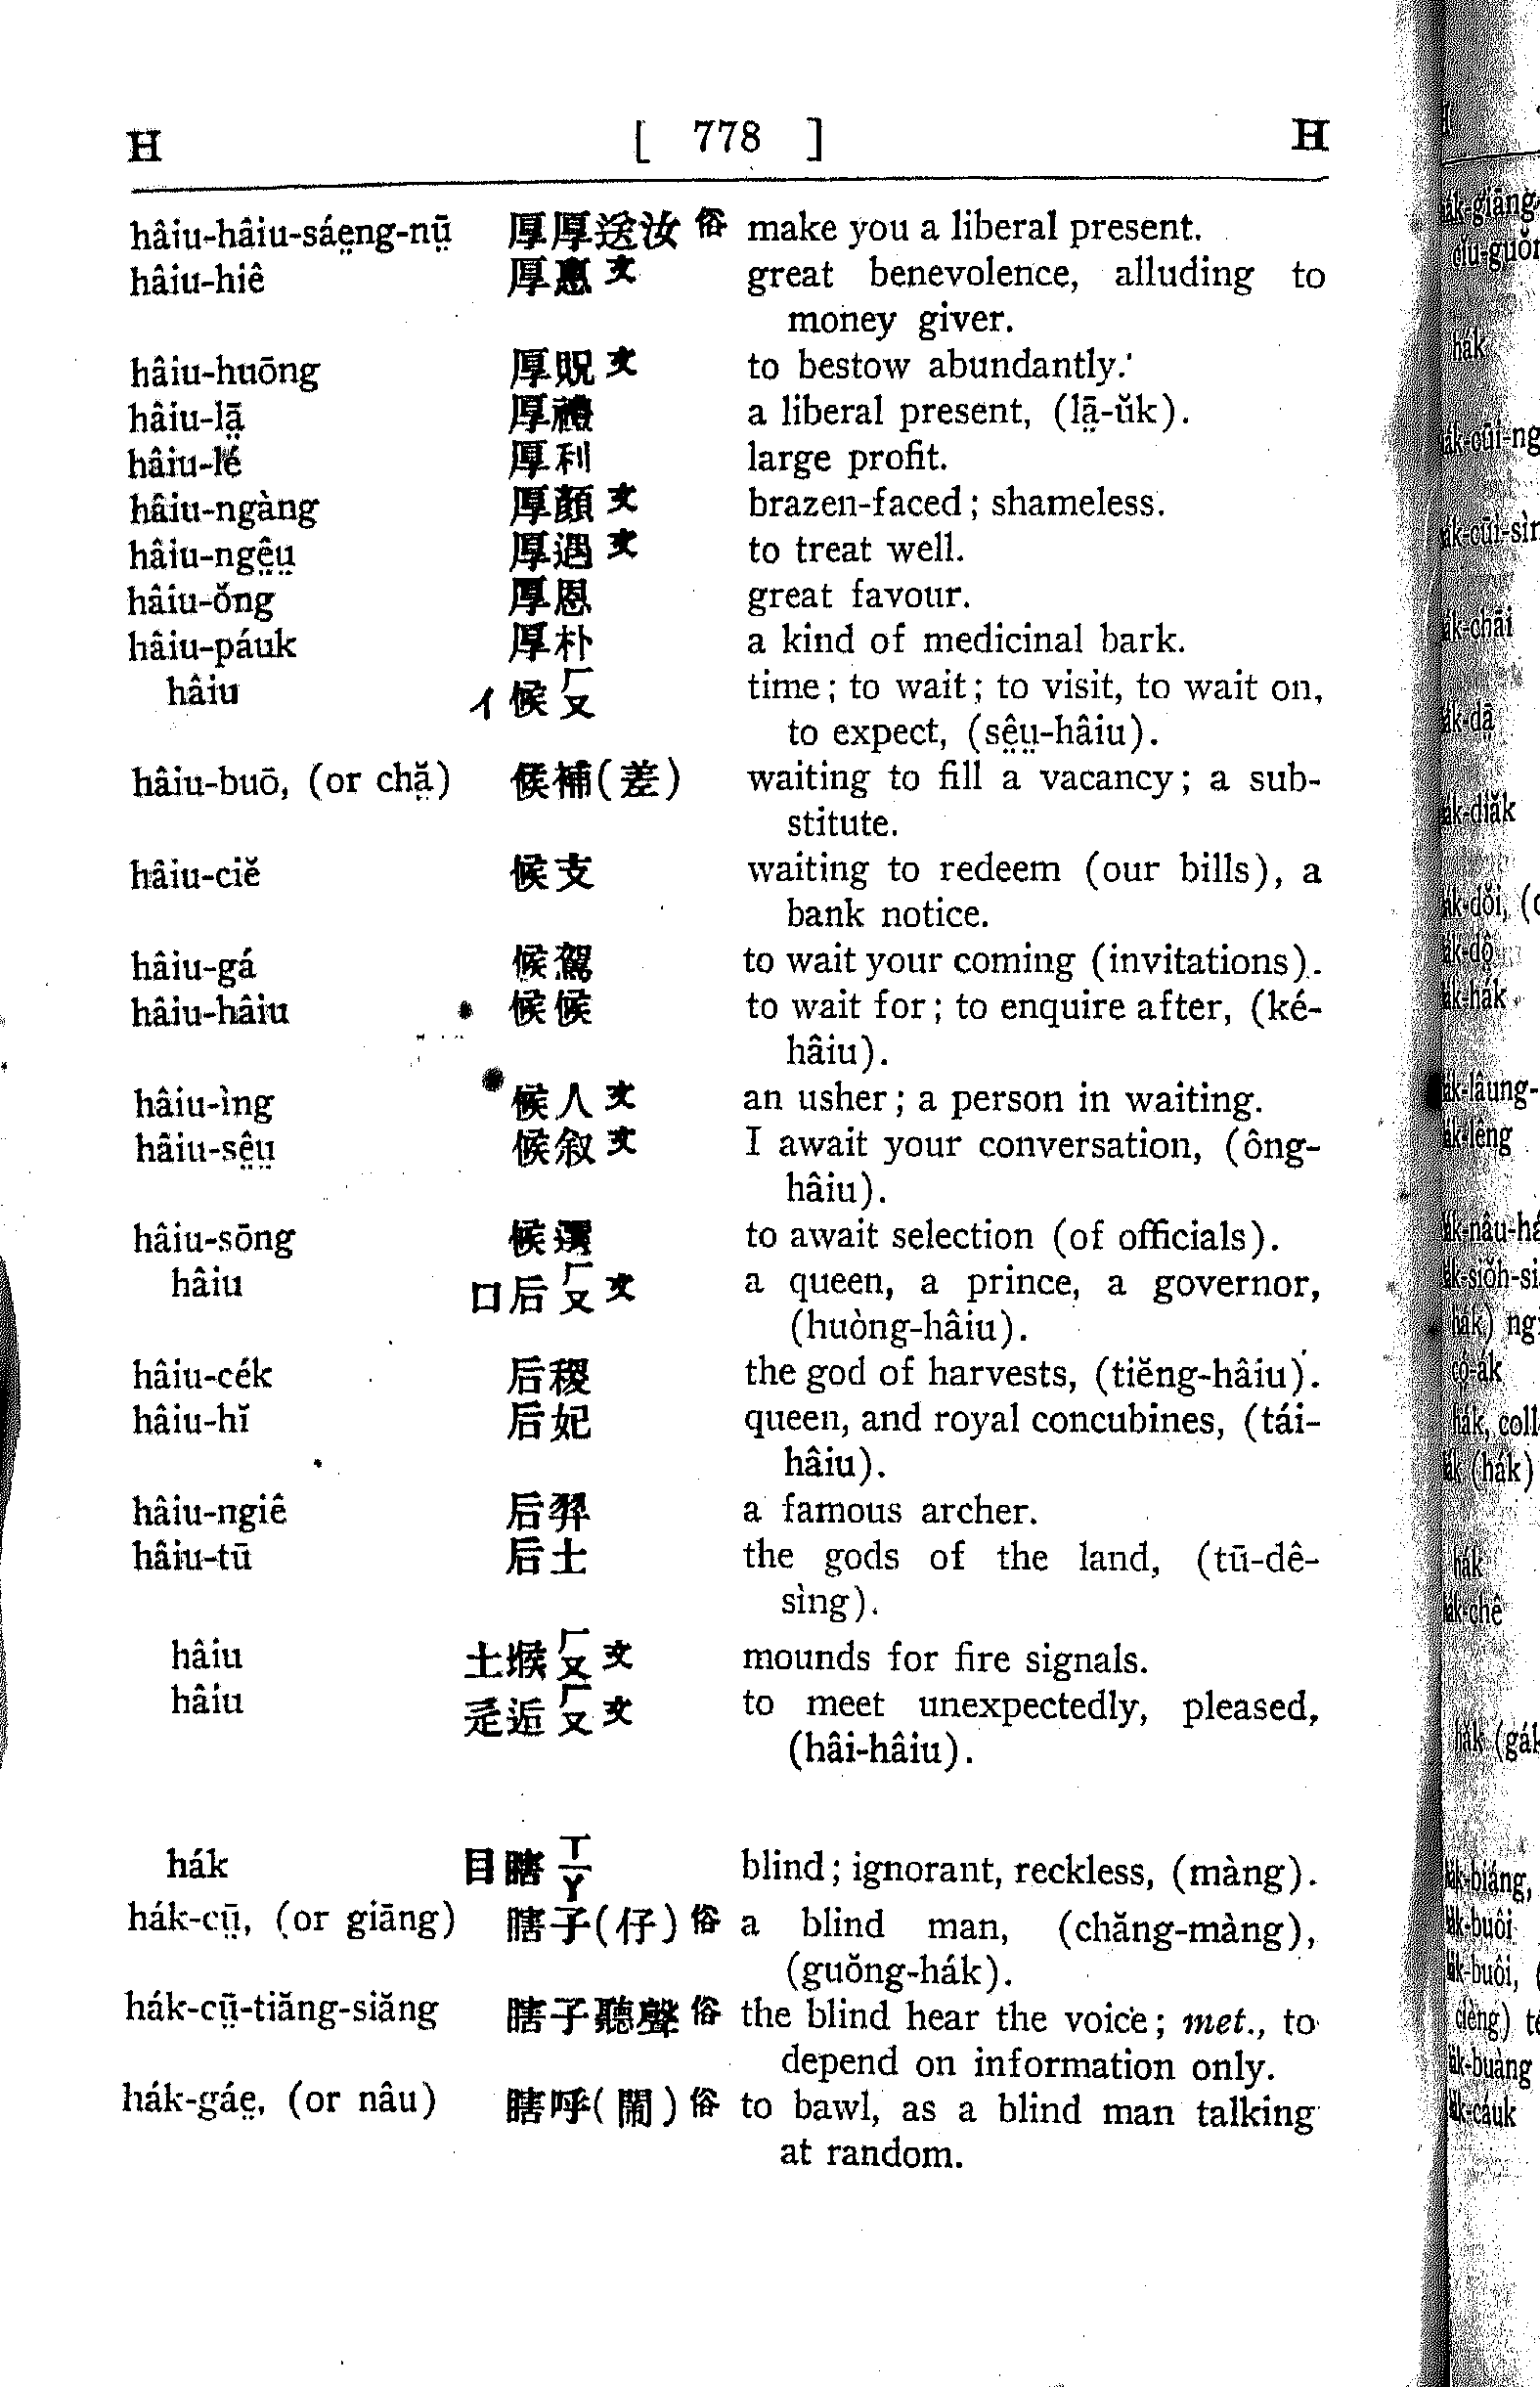 H [ 778 ] H
hâiu-hâiu-sáe̤ng-nṳ̄ 厚厚送汝 俗 make you a liberal present.
hâiu-hiê 厚惠 文 great benevolence, alluding to
money giver.
hâiu-huōng 厚貺 文 to bestow abundantly.
hâiu-lā̤ 厚禮 a liberal present, (lā̤-ŭk).
hâiu-lé 厚利 large profit.
hâiu-ngàng 厚顏 文 brazen-faced; shameless.
hâiu-ngê̤ṳ 厚遇 文 to treat well.
hâiu-ŏng 厚恩 great favour.
hâiu-páuk 厚朴 a kind of medicinal bark.
hâiu 亻候 ㄏㄡ time; to wait; to visit, to wait on,
to expect, (sê̤ṳ-hâiu).
hâiu-buō, (or chă̤) 候補(差) waiting to fill a vacancy; a sub-
stitute.
hâiu-ciĕ 候支 waiting to redeem (our bills), a
bank notice.
hâiu-gá 候駕 to wait your coming (invitations).
hâiu-hâiu 候候 to wait for; to enquire after, (ké-
hâiu).
hâiu-ìng 候人 文 an usher; a person in waiting.
hâiu-sê̤ṳ 候叙 文 I await your conversation, (ông-
hâiu).
hâiu-sōng 候選 to await selection (of officials).
hâiu 口后 ㄏㄡ 文 a queen, a prince, a governor,
(huòng-hâiu).
hâiu-cék 后稷 the god of harvests, (tiĕng-hâiu).
hâiu-hĭ 后妃 queen, and royal concubines, (tái-
hâiu).
hâiu-ngiê 后羿 a famous archer.
hâiu-tū 后土 the gods of the land, (tū-dê-
sìng).
hâiu 土堠 ㄏㄡ 文 mounds for fire signals.
hâiu 辵逅 ㄏㄡ 文 to meet unexpectedly, pleased,
(hâi-hâiu).
hák 目瞎 ㄒㄧㄚ blind; ignorant, reckless, (màng).
hák-cṳ̄, (or giāng) 瞎子(仔) 俗 a blind man, (chăng-màng),
(guŏng-hák).
hák-cṳ̄-tiăng-siăng 瞎子聽聲 俗 the blind hear the voice; met., to
depend on information only.
hák-gáe̤, (or nâu) 瞎呼(鬧) 俗 to bawl, as a blind man talking
at random.